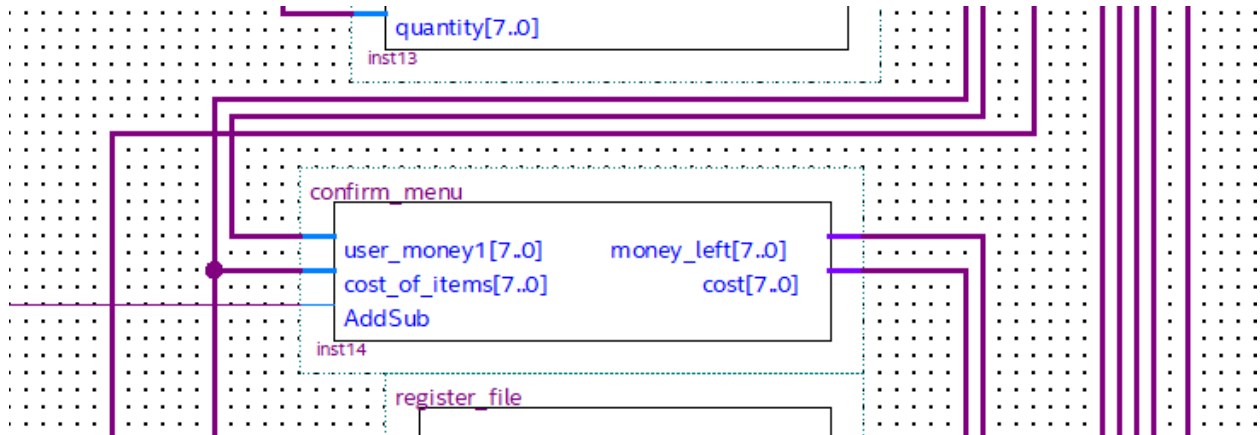 quantity[7..0]
inst13
confirm_menu
user_money1[7..0] money_left[7..0]
cost_of_items[7..0] cost[7..0]
AddSub
inst14
register_file